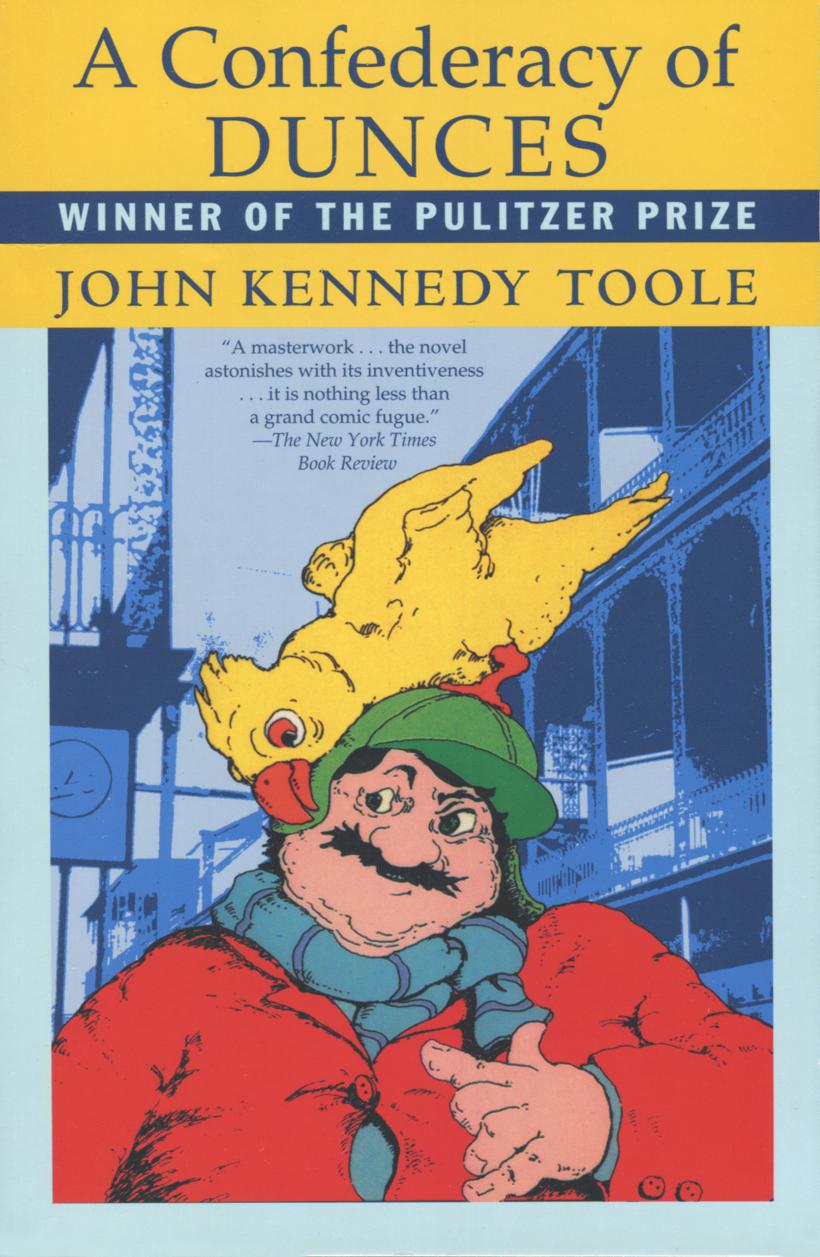 A Confederacy of
DUNCES
WINNER OF THE PULITZER PRIZE
JOHN KENNEDY TOOLE
“A masterwork . . . the novel
astonishes with its inventiveness
. . . it is nothing less than
a grand comic fugue.”
—The New York Times
Book Review